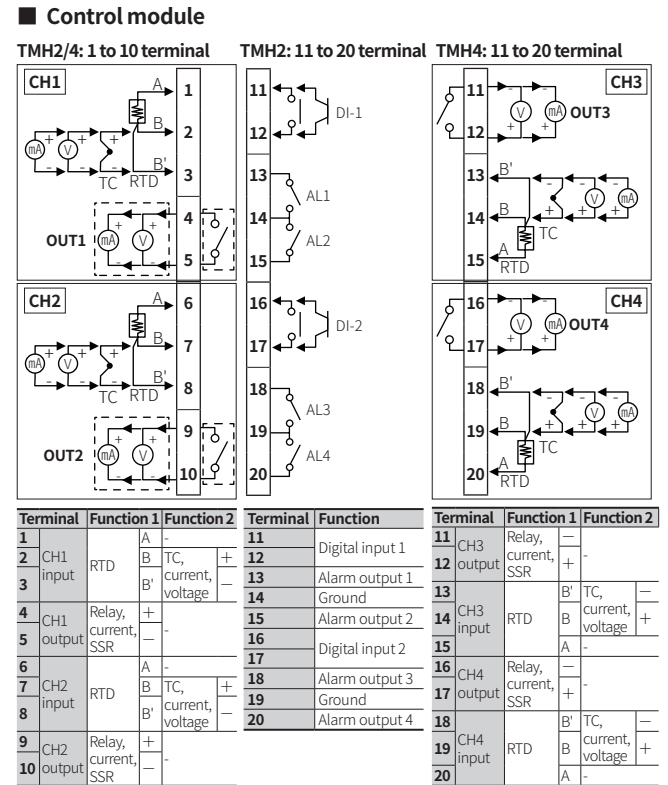 ■ Control module
TMH2/4: 1 to 10 terminal
TMH2: 11 to 20 terminal
TMH4: 11 to 20 terminal
CH1
A
1
B
2
B'
3
mA
+
-
V
+
-
+
-
TC
RTD
4
5
OUT1
mA
+
-
V
+
-
CH2
A
6
B
7
B'
8
mA
+
-
V
+
-
+
-
TC
RTD
9
10
OUT2
mA
+
-
V
+
-
11
12
DI-1
13
14
15
AL1
AL2
16
17
DI-2
18
19
20
AL3
AL4
CH3
11
12
-
+
V
-
+
mA
OUT3
13
B'
14
B
15
A
RTD
TC
-
+
-
+
V
-
+
mA
CH4
16
17
-
+
V
-
+
mA
OUT4
18
B'
19
B
20
A
RTD
TC
-
+
-
+
V
-
+
mA
Terminal Function 1 Function 2
1 A -
2 CH1 input RTD B TC, current, voltage +
3 B' −
4 CH1 output Relay, current, SSR + -
5 −
6 A -
7 CH2 input RTD B TC, current, voltage +
8 B' −
9 CH2 output Relay, current, SSR + -
10 −
Terminal Function
11 Digital input 1
12
13 Alarm output 1
14 Ground
15 Alarm output 2
16 Digital input 2
17
18 Alarm output 3
19 Ground
20 Alarm output 4
Terminal Function 1 Function 2
11 CH3 output Relay, current, SSR − -
12 +
13 B' TC, current, voltage −
14 CH3 input RTD B +
15 A -
16 CH4 output Relay, current, SSR − -
17 +
18 B' TC, current, voltage −
19 CH4 input RTD B +
20 A -